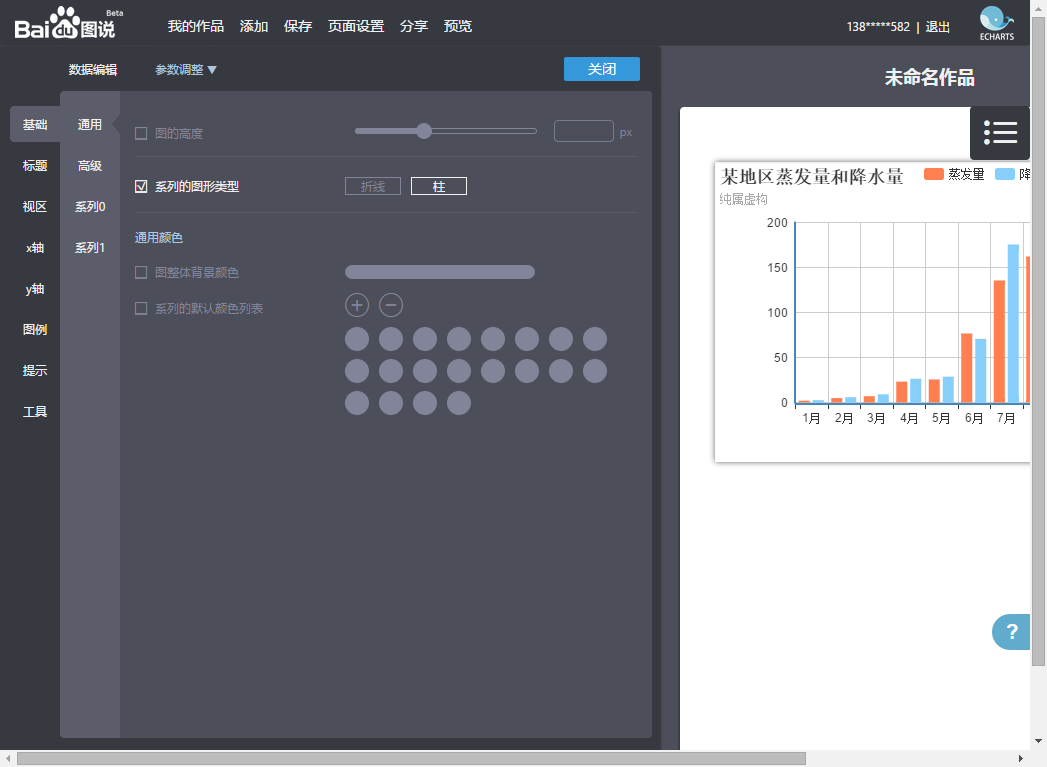 Bai du 图说 Beta
我的作品 添加 保存 页面设置 分享 预览
138*****582 | 退出
ECHARTS
数据编辑 参数调整 ▼ 关闭
未命名作品
基础
标题
视区
x轴
y轴
图例
提示
工具
通用
高级
系列0
系列1
图的高度 px
系列的图形类型 折线 柱
通用颜色
图整体背景颜色
系列的默认颜色列表
某地区蒸发量和降水量 蒸发量 降
纯属虚构
200
150
100
50
0
1月 2月 3月 4月 5月 6月 7月
?